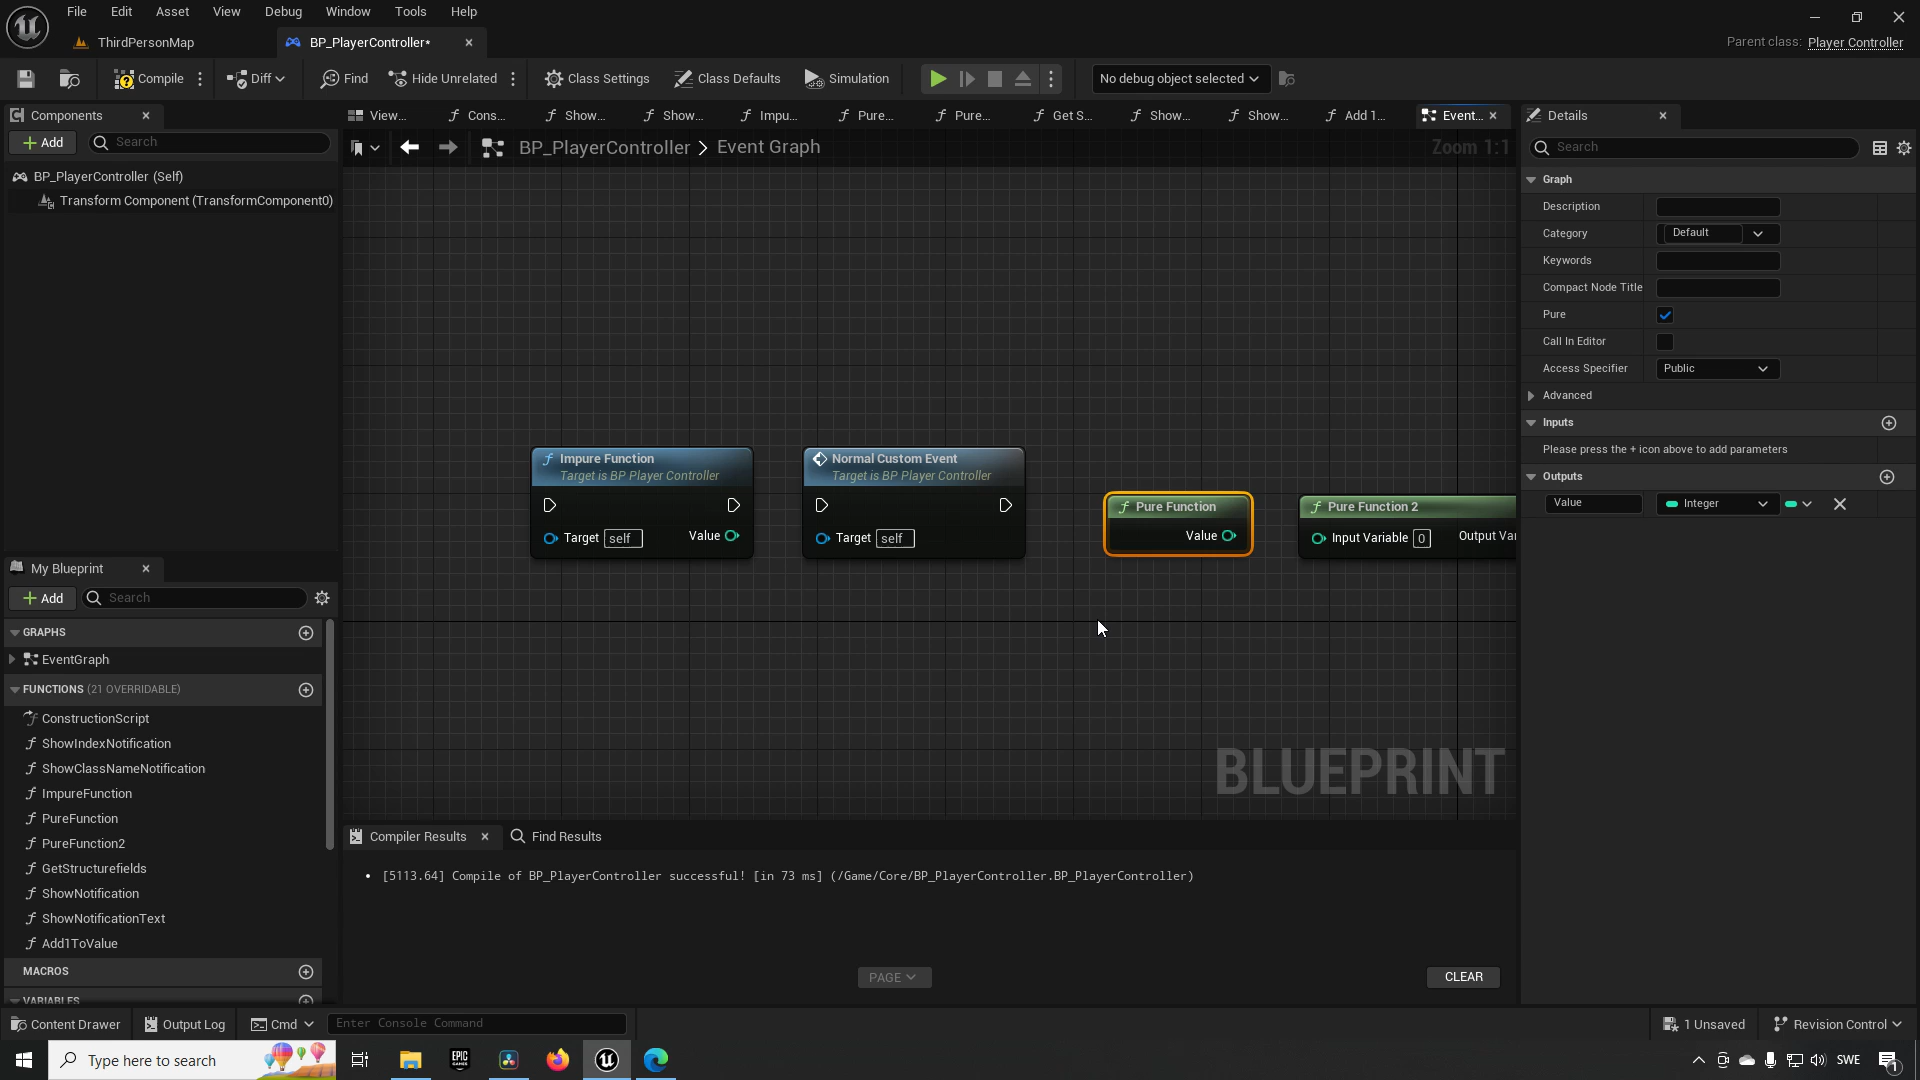 File Edit Asset View Debug Window Tools Help
ThirdPersonMap
BP_PlayerController*
Parent class: Player Controller
Compile
Diff
Find
Hide Unrelated
Class Settings
Class Defaults
Simulation
No debug object selected
Components
Add
Search
BP_PlayerController (Self)
Transform Component (TransformComponent0)
View...
Cons...
Show...
Show...
Impu...
Pure...
Pure...
Get S...
Show...
Show...
Add 1...
Event...
BP_PlayerController > Event Graph
Zoom 1:1
Impure Function
Target is BP Player Controller
Target self
Value
Normal Custom Event
Target is BP Player Controller
Target self
Pure Function
Value
Pure Function 2
Input Variable 0
Output Var
BLUEPRINT
Details
Search
Graph
Description
Category Default
Keywords
Compact Node Title
Pure
Call In Editor
Access Specifier Public
Advanced
Inputs
Please press the + icon above to add parameters
Outputs
Value Integer
My Blueprint
Add
Search
GRAPHS
EventGraph
FUNCTIONS (21 OVERRIDABLE)
ConstructionScript
ShowIndexNotification
ShowClassNameNotification
ImpureFunction
PureFunction
PureFunction2
GetStructurefields
ShowNotification
ShowNotificationText
Add1ToValue
MACROS
VARIABLES
Compiler Results
Find Results
• [5113.64] Compile of BP_PlayerController successful! [in 73 ms] (/Game/Core/BP_PlayerController.BP_PlayerController)
PAGE
CLEAR
Content Drawer
Output Log
Cmd
Enter Console Command
1 Unsaved
Revision Control
Type here to search
EPIC
GAMES
SWE
1